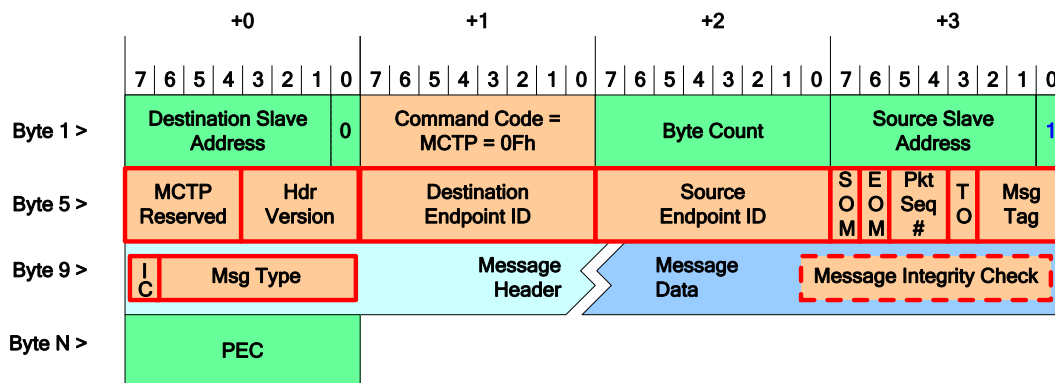 +0 +1 +2 +3
7 6 5 4 3 2 1 0 7 6 5 4 3 2 1 0 7 6 5 4 3 2 1 0 7 6 5 4 3 2 1 0
Byte 1 >
Destination Slave
Address
0
Command Code =
MCTP = 0Fh
Byte Count
Source Slave
Address
1
Byte 5 >
MCTP
Reserved
Hdr
Version
Destination
Endpoint ID
Source
Endpoint ID
S
O
M
E
O
M
Pkt
Seq
#
T
O
Msg
Tag
Byte 9 >
I
C
Msg Type
Message
Header
Message
Data
Message Integrity Check
Byte N >
PEC